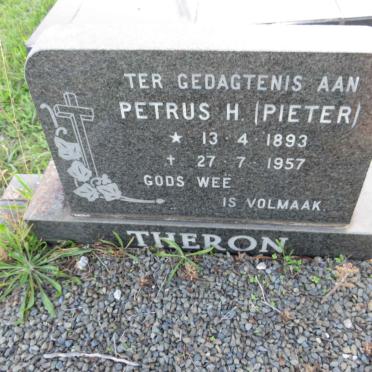 TER GEDAGTENIS AAN
PETRUS H. (PIETER)
★ 13 · 4 · 1893
✝ 27 · 7 · 1957
GODS WEË
IS VOLMAAK.
THERON